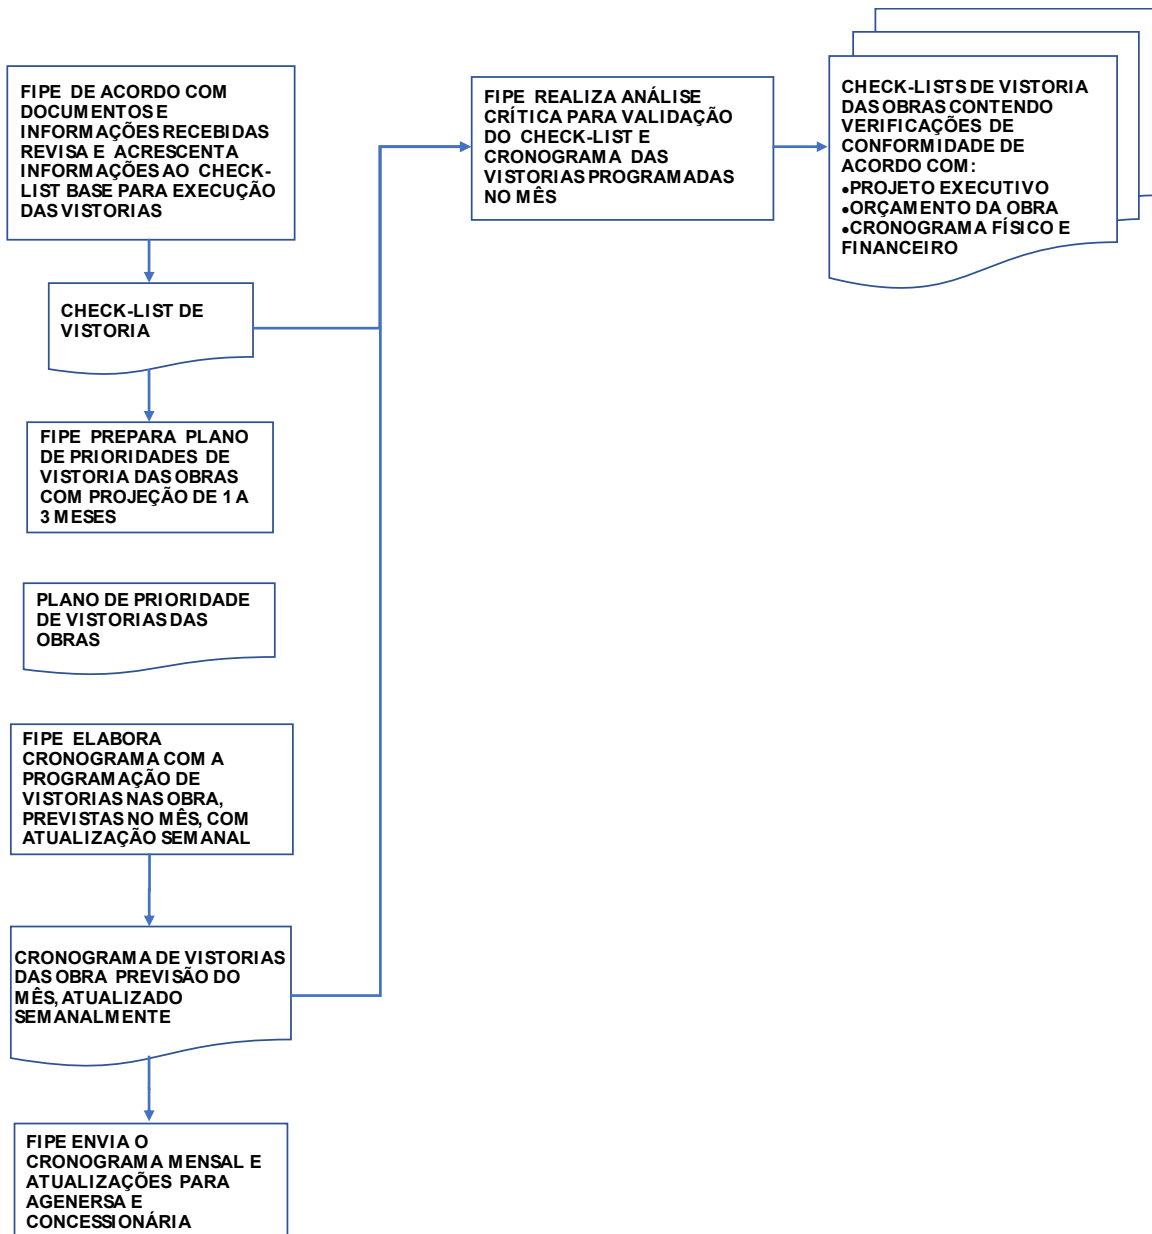 FIPE DE ACORDO COM
DOCUMENTOS E
INFORMAÇÕES RECEBIDAS
REVISA E ACRESCENTA
INFORMAÇÕES AO CHECK-
LIST BASE PARA EXECUÇÃO
DAS VISTORIAS
CHECK-LIST DE
VISTORIA
FIPE PREPARA PLANO
DE PRIORIDADES DE
VISTORIA DAS OBRAS
COM PROJEÇÃO DE 1 A
3 MESES
PLANO DE PRIORIDADE
DE VISTORIAS DAS
OBRAS
FIPE ELABORA
CRONOGRAMA COM A
PROGRAMAÇÃO DE
VISTORIAS NAS OBRA,
PREVISTAS NO MÊS, COM
ATUALIZAÇÃO SEMANAL
CRONOGRAMA DE VISTORIAS
DAS OBRA PREVISÃO DO
MÊS, ATUALIZADO
SEMANALMENTE
FIPE ENVIA O
CRONOGRAMA MENSAL E
ATUALIZAÇÕES PARA
AGENERSA E
CONCESSIONÁRIA
FIPE REALIZA ANÁLISE
CRÍTICA PARA VALIDAÇÃO
DO CHECK-LIST E
CRONOGRAMA DAS
VISTORIAS PROGRAMADAS
NO MÊS
CHECK-LISTS DE VISTORIA
DAS OBRAS CONTENDO
VERIFICAÇÕES DE
CONFORMIDADE DE
ACORDO COM:
●PROJETO EXECUTIVO
●ORÇAMENTO DA OBRA
●CRONOGRAMA FÍSICO E
FINANCEIRO